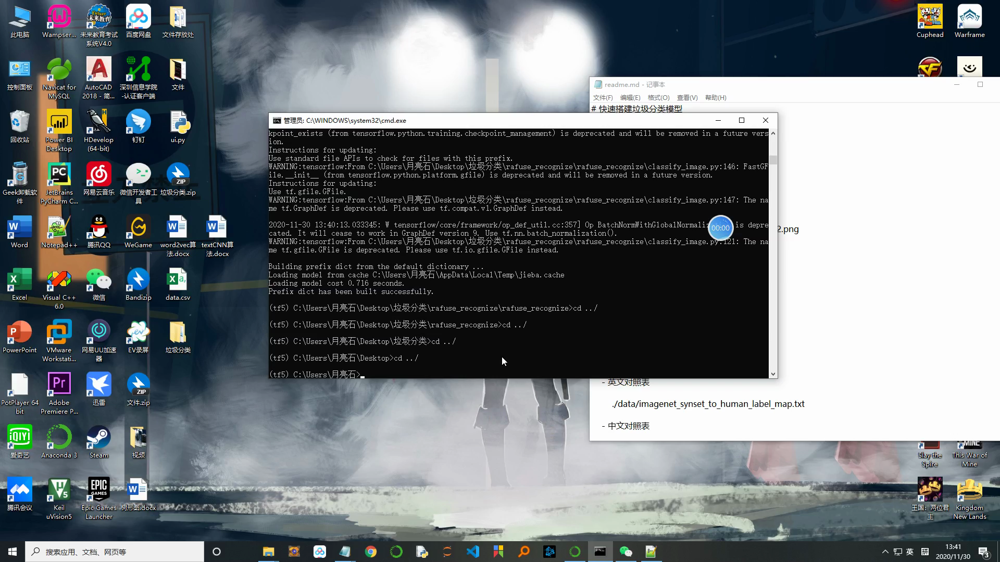 此电脑
Wampser...
未来教育考试
系统V4.0
百度网盘
文件存放处
Cuphead
Warframe
控制面板
Navicat for
MySQL
AutoCAD
2018 - 简...
深圳信息学院
-认证客户端
文件
回收站
Power BI
Desktop
HDevelop
(64-bit)
钉钉
ui.py
Geek卸载软
件
JetBrains
PyCharm C...
网易云音乐
微信开发者工
具
垃圾分类.zip
Word
Notepad++
腾讯QQ
WeGame
word2vec算
法.docx
textCNN算
法.docx
Excel
Visual C++
6.0
微信
Bandizip
data.csv
PowerPoint
VMware
Workstati...
网易UU加速
器
EV录屏
垃圾分类
PotPlayer 64
bit
Adobe
Premiere P...
迅雷
文件.zip
爱奇艺
Anaconda 3
Steam
视频
腾讯会议
Keil
uVision5
Epic Games
Launcher
树形图.docx
readme.md - 记事本
文件(F) 编辑(E) 格式(O) 查看(V) 帮助(H)
# 快速搭建垃圾分类模型
2.png
- 英文对照表
./data/imagenet_synset_to_human_label_map.txt
- 中文对照表
管理员: C:\WINDOWS\system32\cmd.exe
kpoint_exists (from tensorflow.python.training.checkpoint_management) is deprecated and will be removed in a future vers
ion.
Instructions for updating:
Use standard file APIs to check for files with this prefix.
WARNING:tensorflow:From C:\Users\月亮石\Desktop\垃圾分类\rafuse_recognize\rafuse_recognize\classify_image.py:146: FastGF
ile.__init__ (from tensorflow.python.platform.gfile) is deprecated and will be removed in a future version.
Instructions for updating:
Use tf.gfile.GFile.
WARNING:tensorflow:From C:\Users\月亮石\Desktop\垃圾分类\rafuse_recognize\rafuse_recognize\classify_image.py:147: The na
me tf.GraphDef is deprecated. Please use tf.compat.v1.GraphDef instead.
2020-11-30 13:40:13.033345: W tensorflow/core/framework/op_def_util.cc:357] Op BatchNormWithGlobalNormaliz is depre
cated. It will cease to work in GraphDef version 9. Use tf.nn.batch_normalization().
WARNING:tensorflow:From C:\Users\月亮石\Desktop\垃圾分类\rafuse_recognize\rafuse_recognize\classify_image.py:121: The na
me tf.gfile.GFile is deprecated. Please use tf.io.gfile.GFile instead.
Building prefix dict from the default dictionary ...
Loading model from cache C:\Users\月亮石\AppData\Local\Temp\jieba.cache
Loading model cost 0.716 seconds.
Prefix dict has been built successfully.
(tf5) C:\Users\月亮石\Desktop\垃圾分类\rafuse_recognize\rafuse_recognize>cd ../
(tf5) C:\Users\月亮石\Desktop\垃圾分类\rafuse_recognize>cd ../
(tf5) C:\Users\月亮石\Desktop\垃圾分类>cd ../
(tf5) C:\Users\月亮石\Desktop>cd ../
(tf5) C:\Users\月亮石>
00:00
Slay the
Spire
This War of
Mine
王国：两位君
主
Kingdom
New Lands
搜索应用、文档、网页等
英
拼
13:41
2020/11/30
3